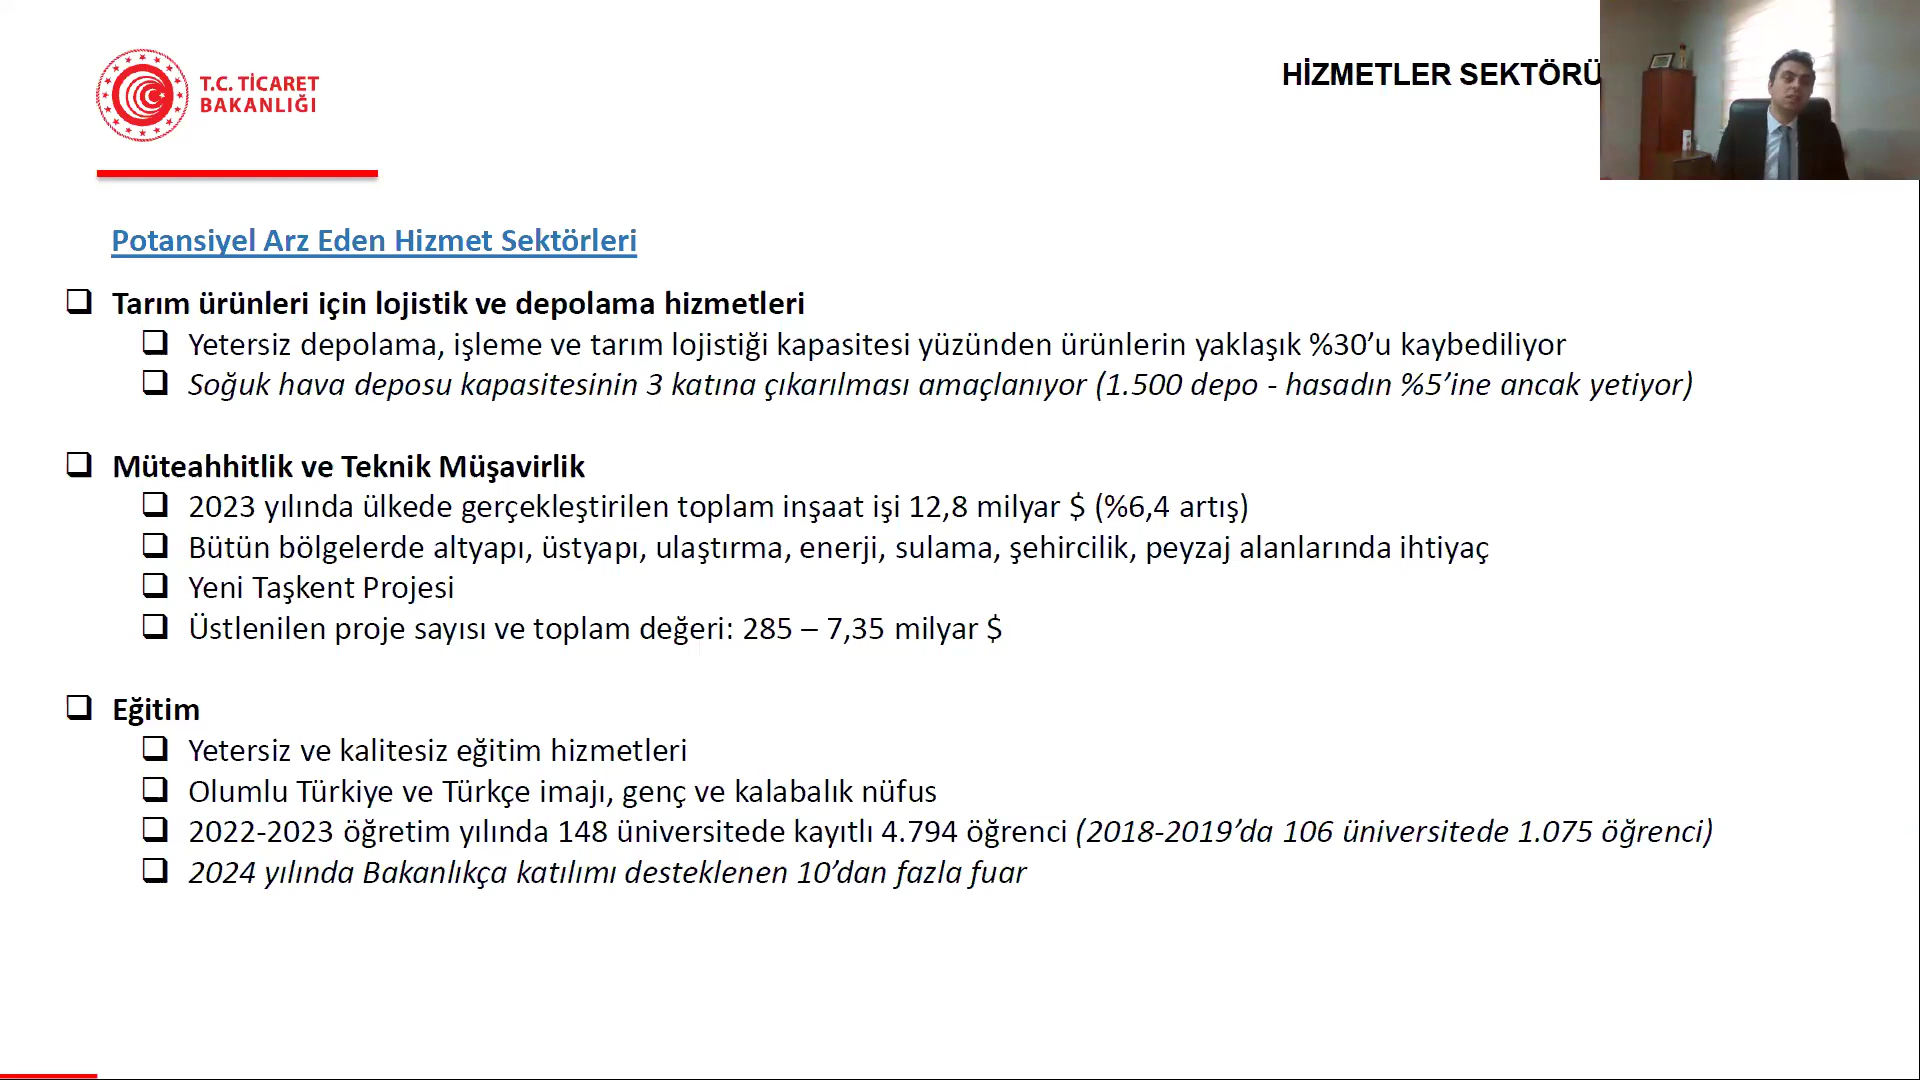 T.C. TİCARET
BAKANLIĞI
HİZMETLER SEKTÖRÜ
Potansiyel Arz Eden Hizmet Sektörleri
❑ Tarım ürünleri için lojistik ve depolama hizmetleri
❑ Yetersiz depolama, işleme ve tarım lojistiği kapasitesi yüzünden ürünlerin yaklaşık %30’u kaybediliyor
❑ Soğuk hava deposu kapasitesinin 3 katına çıkarılması amaçlanıyor (1.500 depo - hasadın %5’ine ancak yetiyor)
❑ Müteahhitlik ve Teknik Müşavirlik
❑ 2023 yılında ülkede gerçekleştirilen toplam inşaat işi 12,8 milyar $ (%6,4 artış)
❑ Bütün bölgelerde altyapı, üstyapı, ulaştırma, enerji, sulama, şehircilik, peyzaj alanlarında ihtiyaç
❑ Yeni Taşkent Projesi
❑ Üstlenilen proje sayısı ve toplam değeri: 285 – 7,35 milyar $
❑ Eğitim
❑ Yetersiz ve kalitesiz eğitim hizmetleri
❑ Olumlu Türkiye ve Türkçe imajı, genç ve kalabalık nüfus
❑ 2022-2023 öğretim yılında 148 üniversitede kayıtlı 4.794 öğrenci (2018-2019’da 106 üniversitede 1.075 öğrenci)
❑ 2024 yılında Bakanlıkça katılımı desteklenen 10’dan fazla fuar